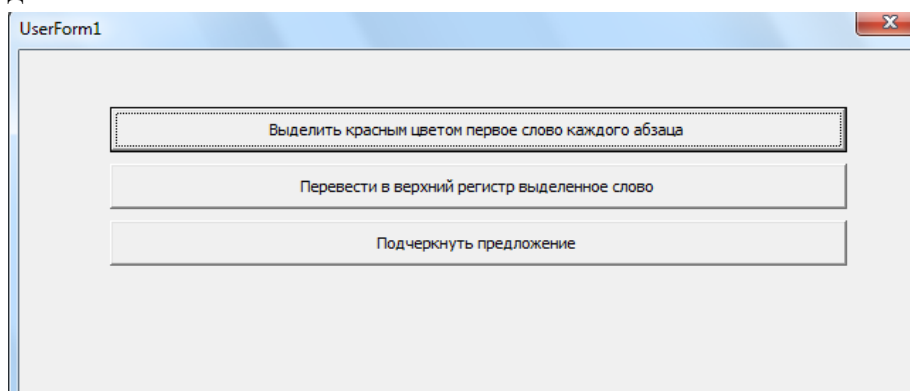 UserForm1
Выделить красным цветом первое слово каждого абзаца
Перевести в верхний регистр выделенное слово
Подчеркнуть предложение